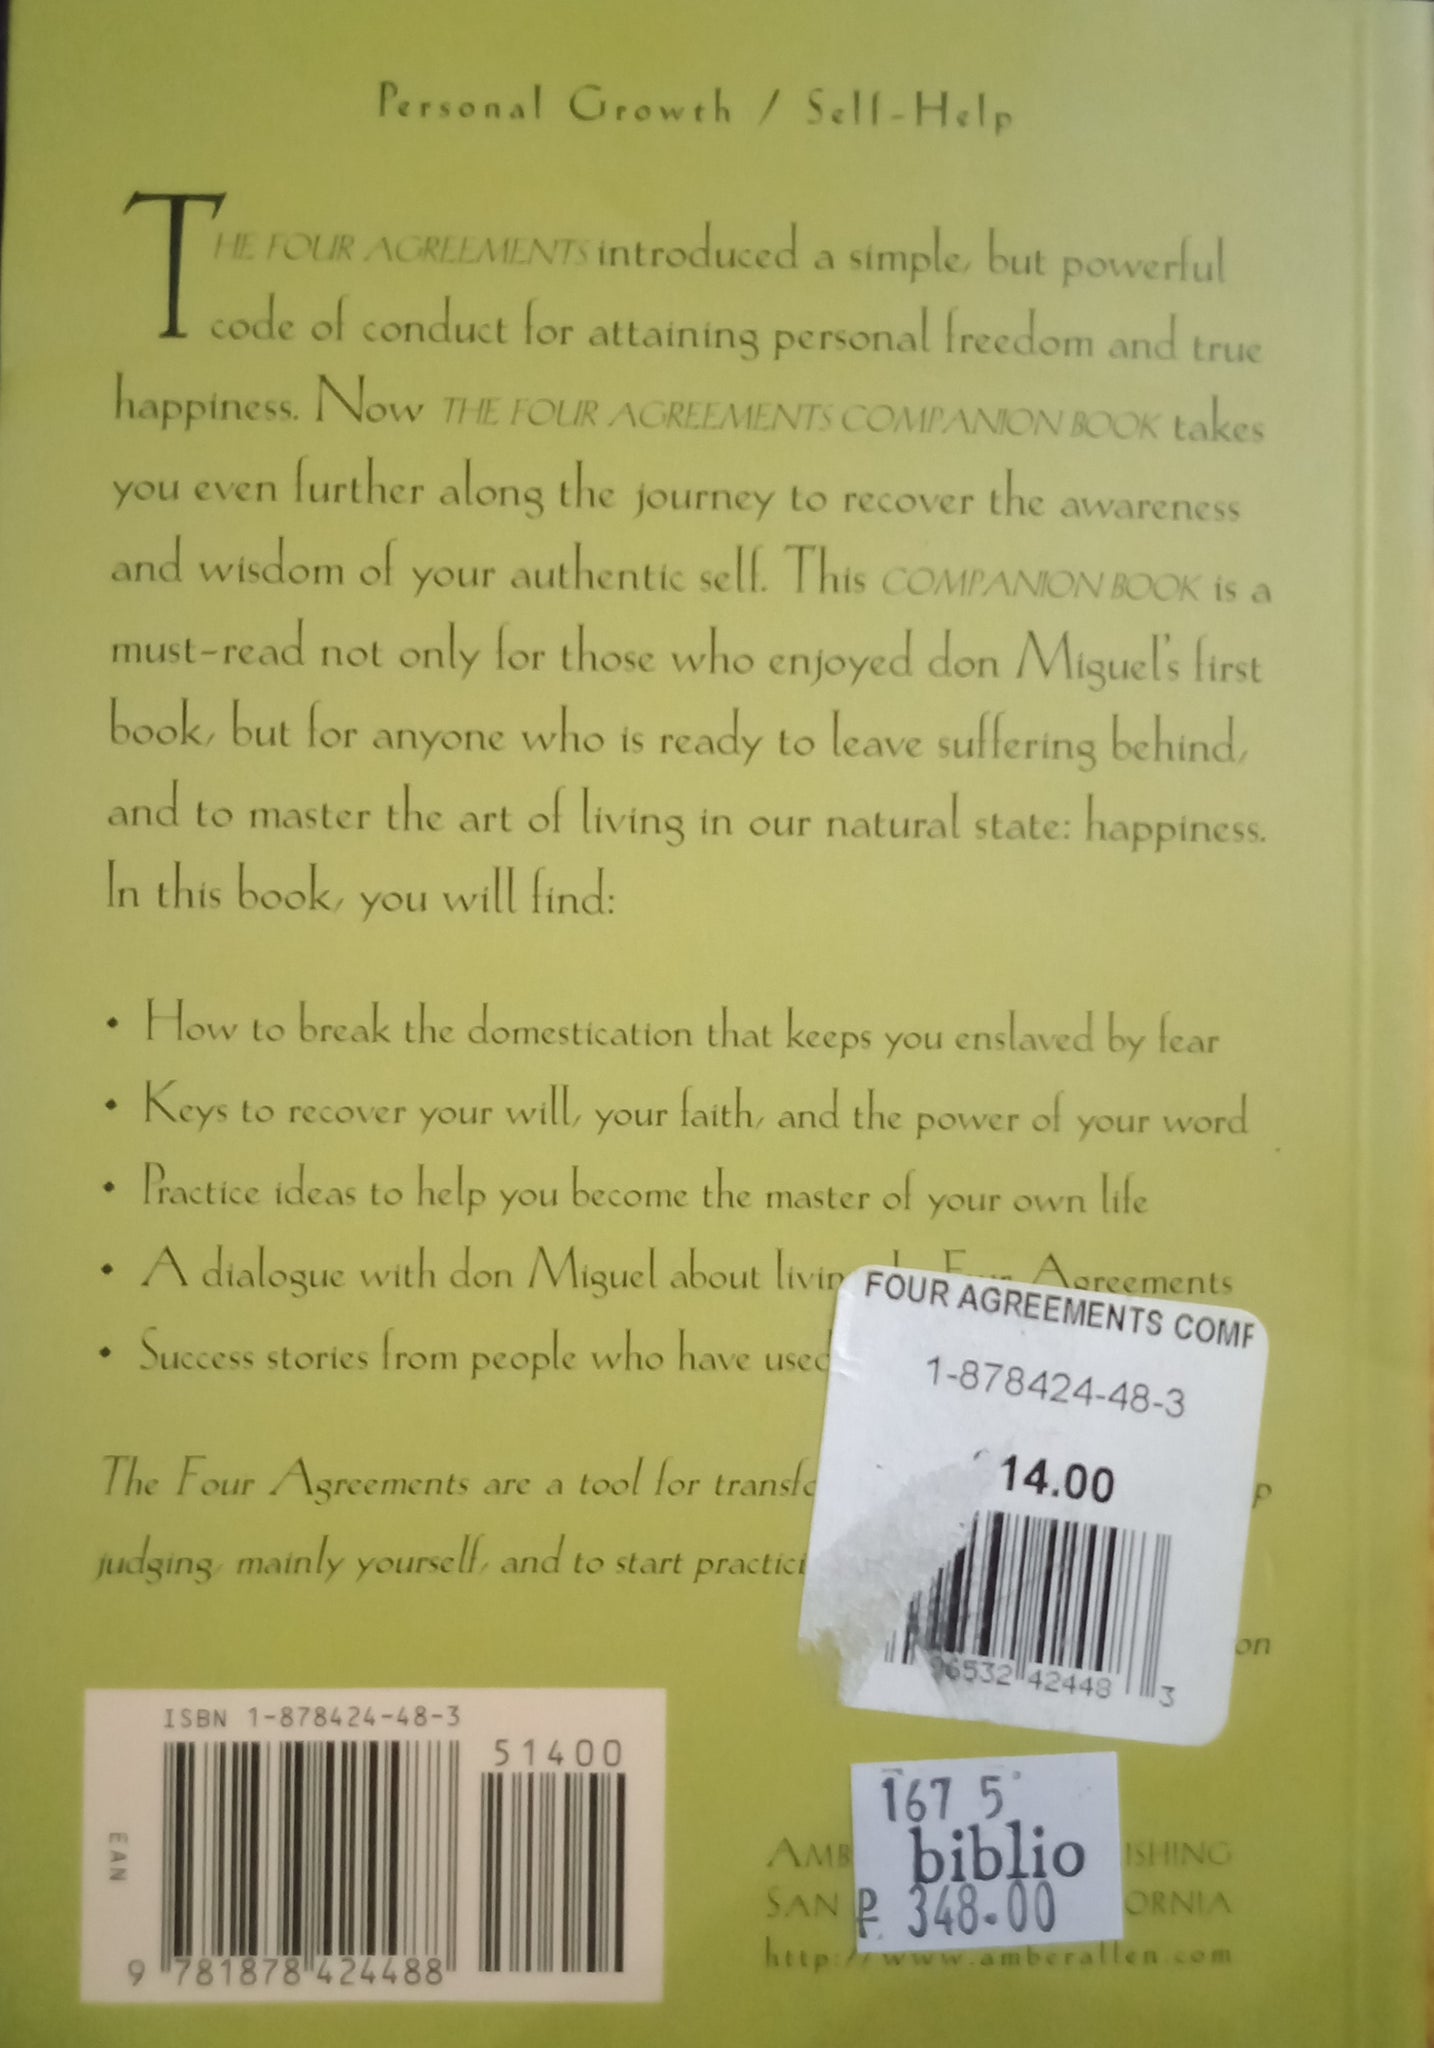 Personal Growth / Self-Help
THE FOUR AGREEMENTS introduced a simple, but powerful
code of conduct for attaining personal freedom and true
happiness. Now THE FOUR AGREEMENTS COMPANION BOOK takes
you even further along the journey to recover the awareness
and wisdom of your authentic self. This COMPANION BOOK is a
must-read not only for those who enjoyed don Miguel's first
book, but for anyone who is ready to leave suffering behind,
and to master the art of living in our natural state: happiness.
In this book, you will find:
• How to break the domestication that keeps you enslaved by fear
• Keys to recover your will, your faith, and the power of your word
• Practice ideas to help you become the master of your own life
• A dialogue with don Miguel about Agreements
• Success stories from people who have used
The Four Agreements are a tool for
judging, mainly yourself, and to start
FOUR AGREEMENTS COMP
1-878424-48-3
14.00
96532 42448 3
ISBN 1-878424-48-3
51400
EAN
9 781878 424488
167 5
biblio
₱ 348.00
SAN
http://www.amberallen.com